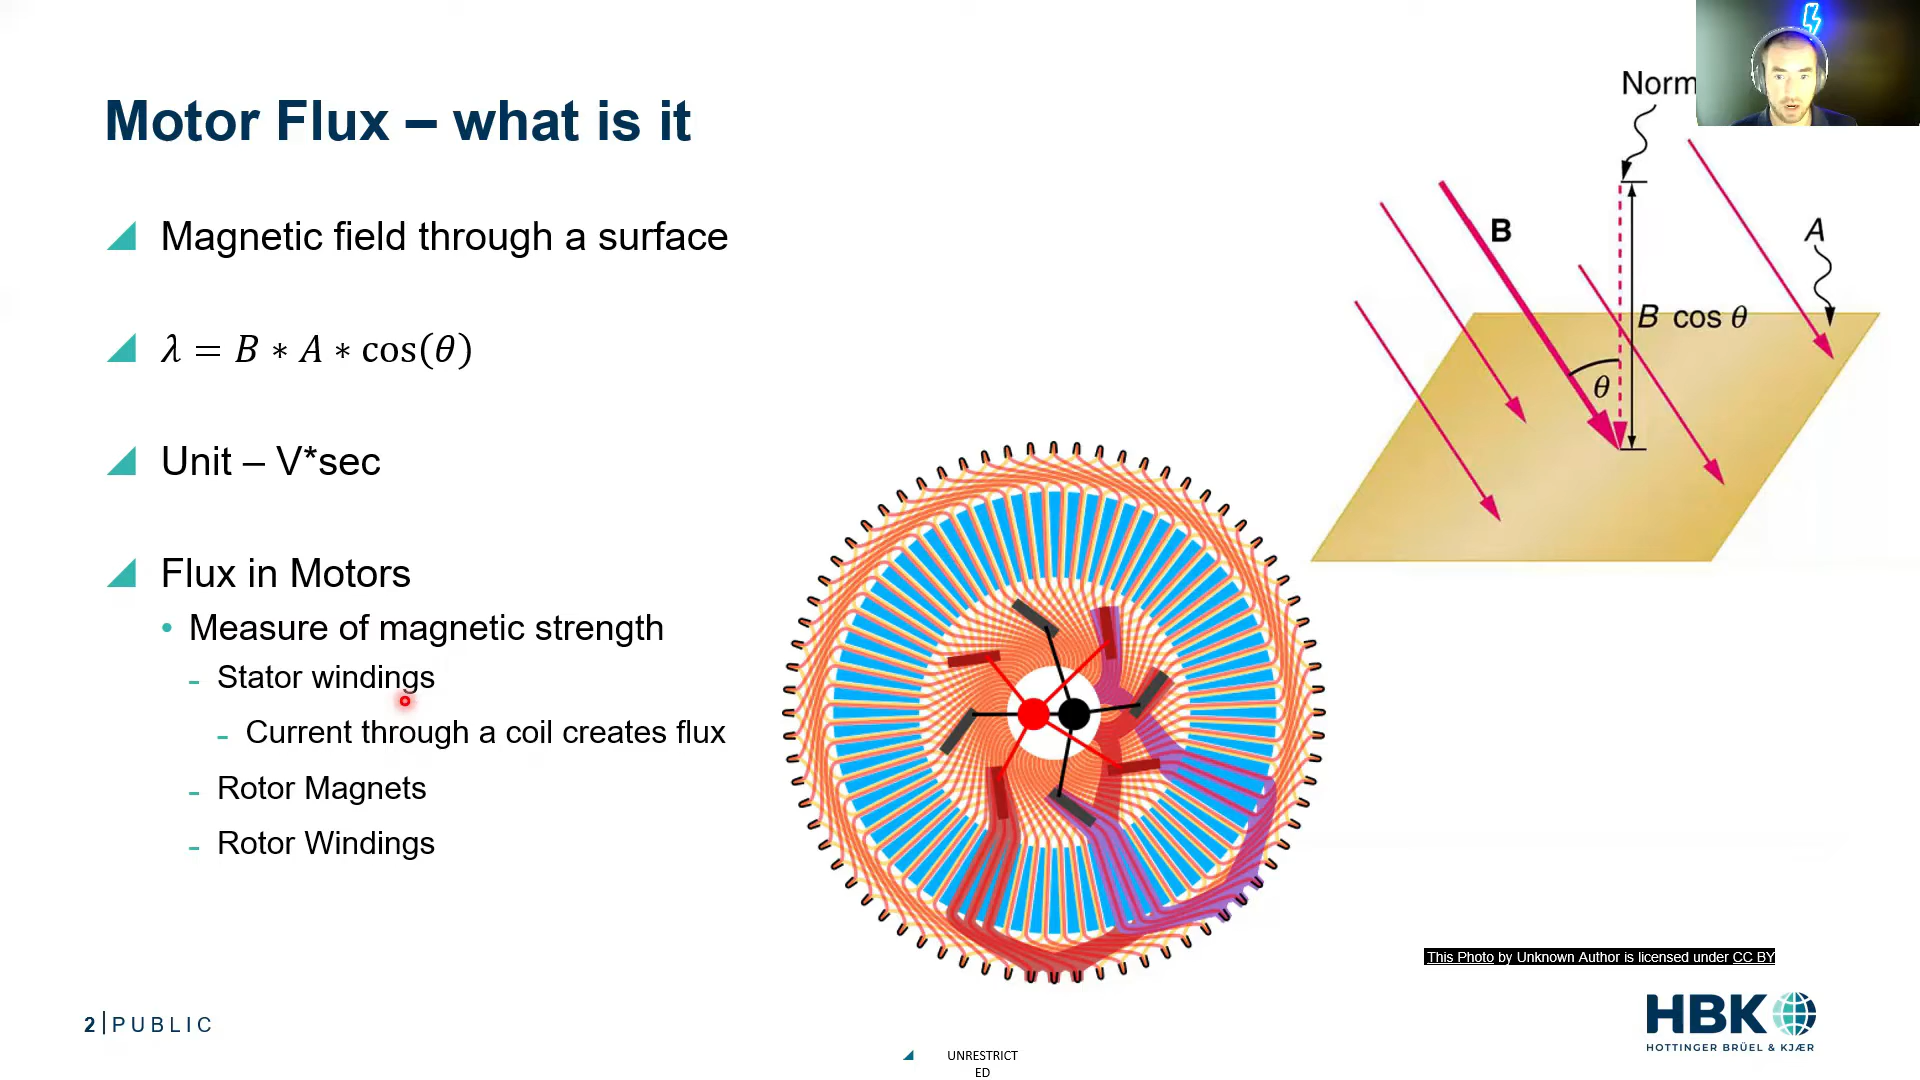 Motor Flux – what is it
Magnetic field through a surface
λ = B ∗ A ∗ cos(θ)
Unit – V*sec
Flux in Motors
Measure of magnetic strength
Stator windings
Current through a coil creates flux
Rotor Magnets
Rotor Windings
Norm
B
A
B cos θ
θ
This Photo by Unknown Author is licensed under CC BY
2 | PUBLIC
UNRESTRICT
ED
HBK
HOTTINGER BRÜEL & KJÆR